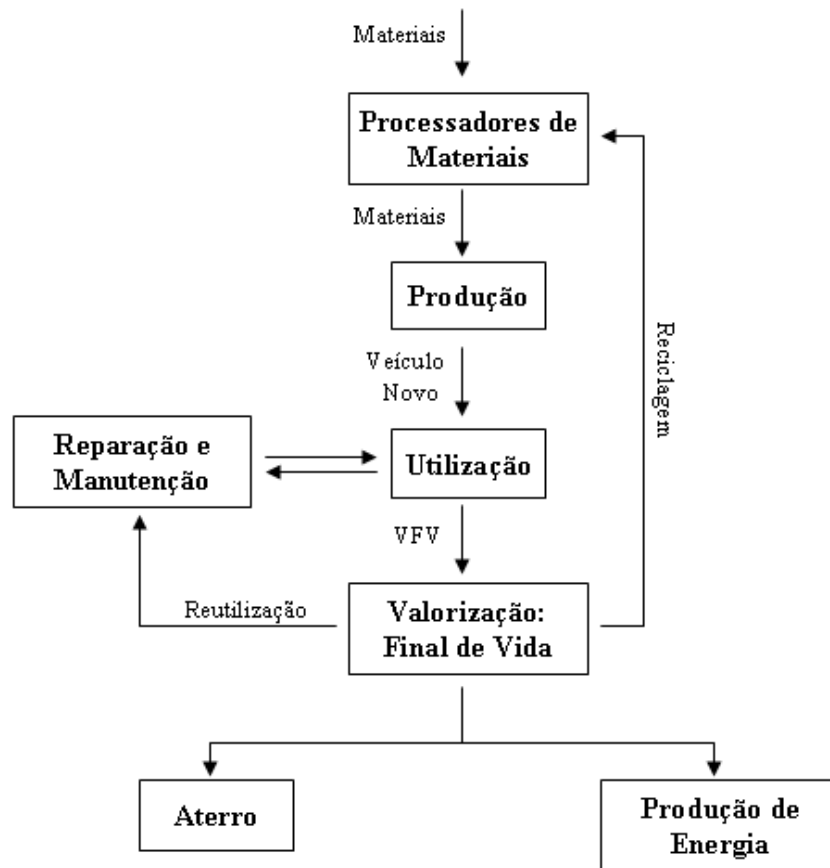 Materiais
Processadores de
Materiais
Materiais
Produção
Veículo
Novo
Reciclagem
Reparação e
Manutenção
Utilização
VFV
Reutilização
Valorização:
Final de Vida
Aterro
Produção de
Energia